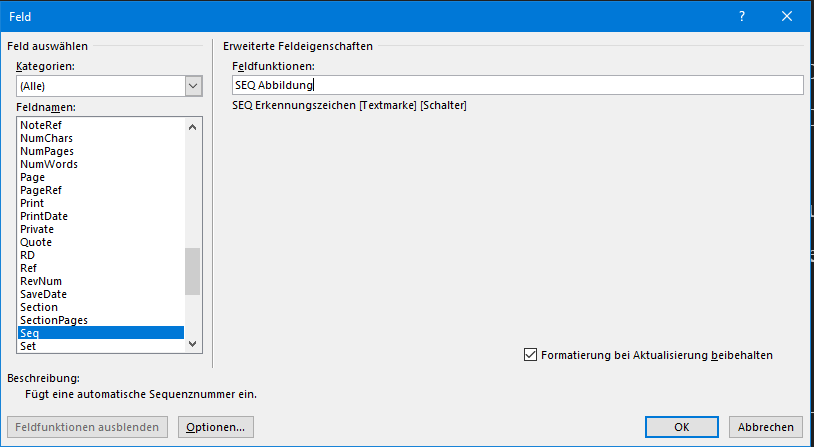 Feld
Feld auswählen
Kategorien:
(Alle)
Feldnamen:
NoteRef
NumChars
NumPages
NumWords
Page
PageRef
Print
PrintDate
Private
Quote
RD
Ref
RevNum
SaveDate
Section
SectionPages
Seq
Set
Erweiterte Feldeigenschaften
Feldfunktionen:
SEQ Abbildung
SEQ Erkennungszeichen [Textmarke] [Schalter]
Formatierung bei Aktualisierung beibehalten
Beschreibung:
Fügt eine automatische Sequenznummer ein.
Feldfunktionen ausblenden
Optionen...
OK
Abbrechen